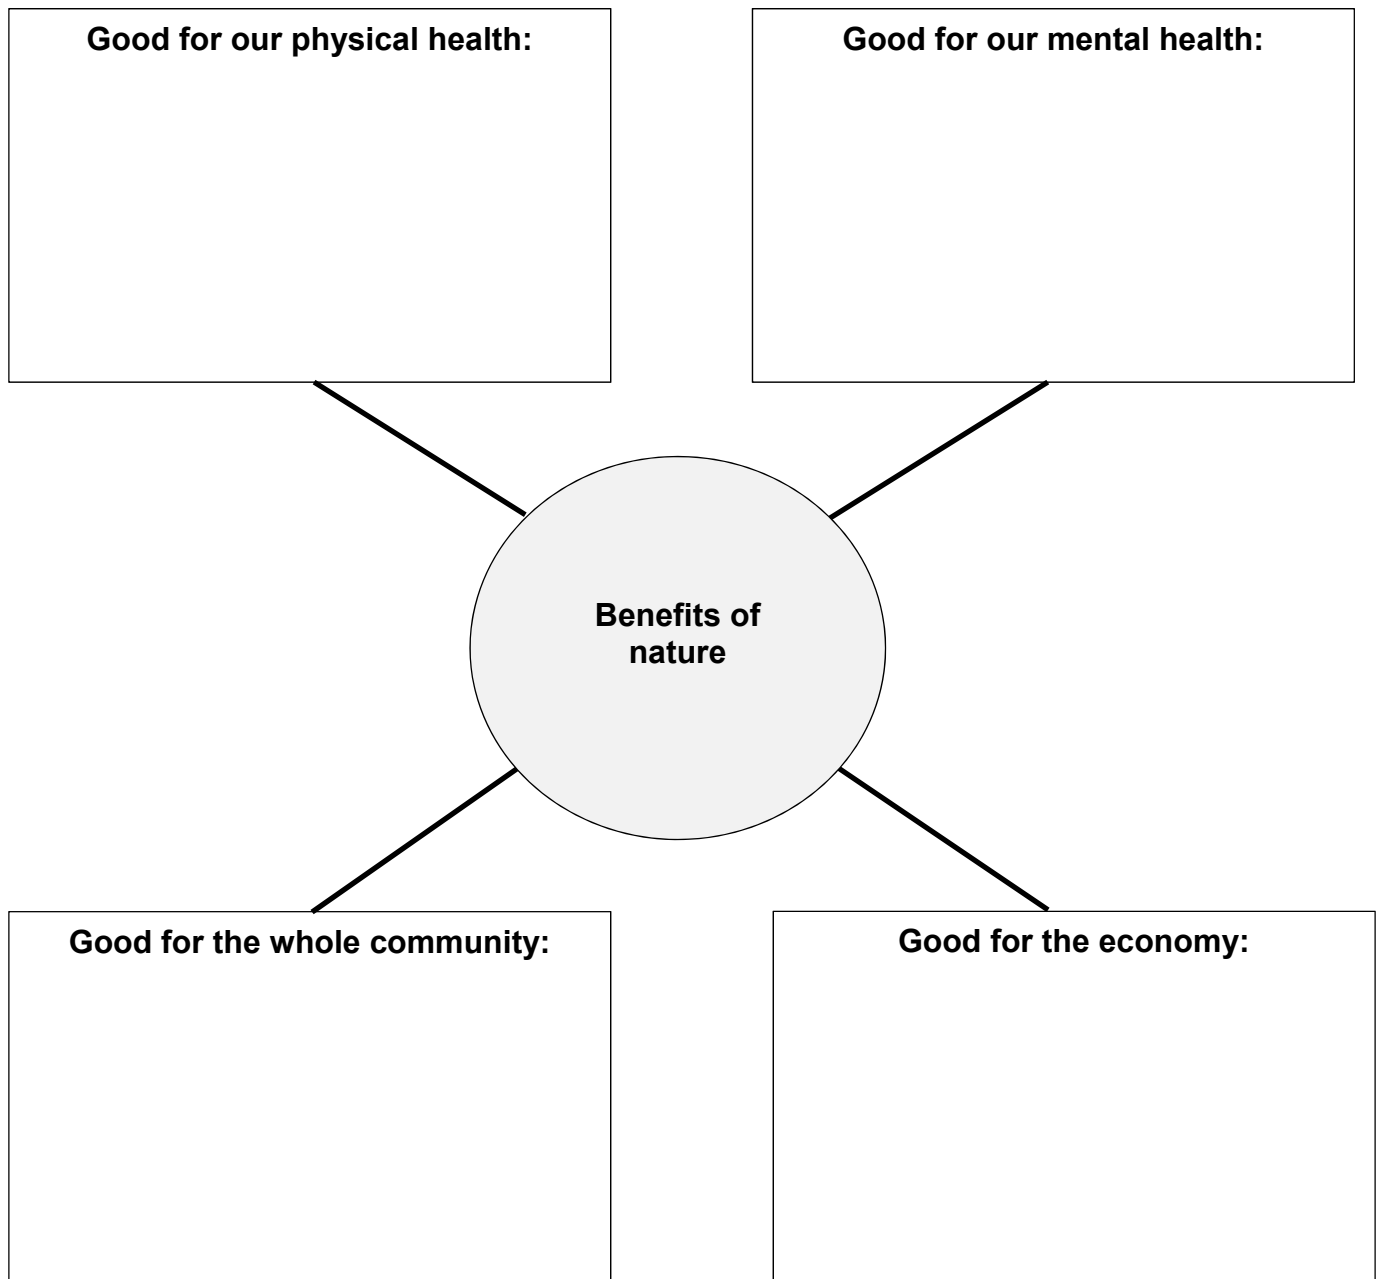 Good for our physical health:
Good for our mental health:
Benefits of
nature
Good for the whole community:
Good for the economy: